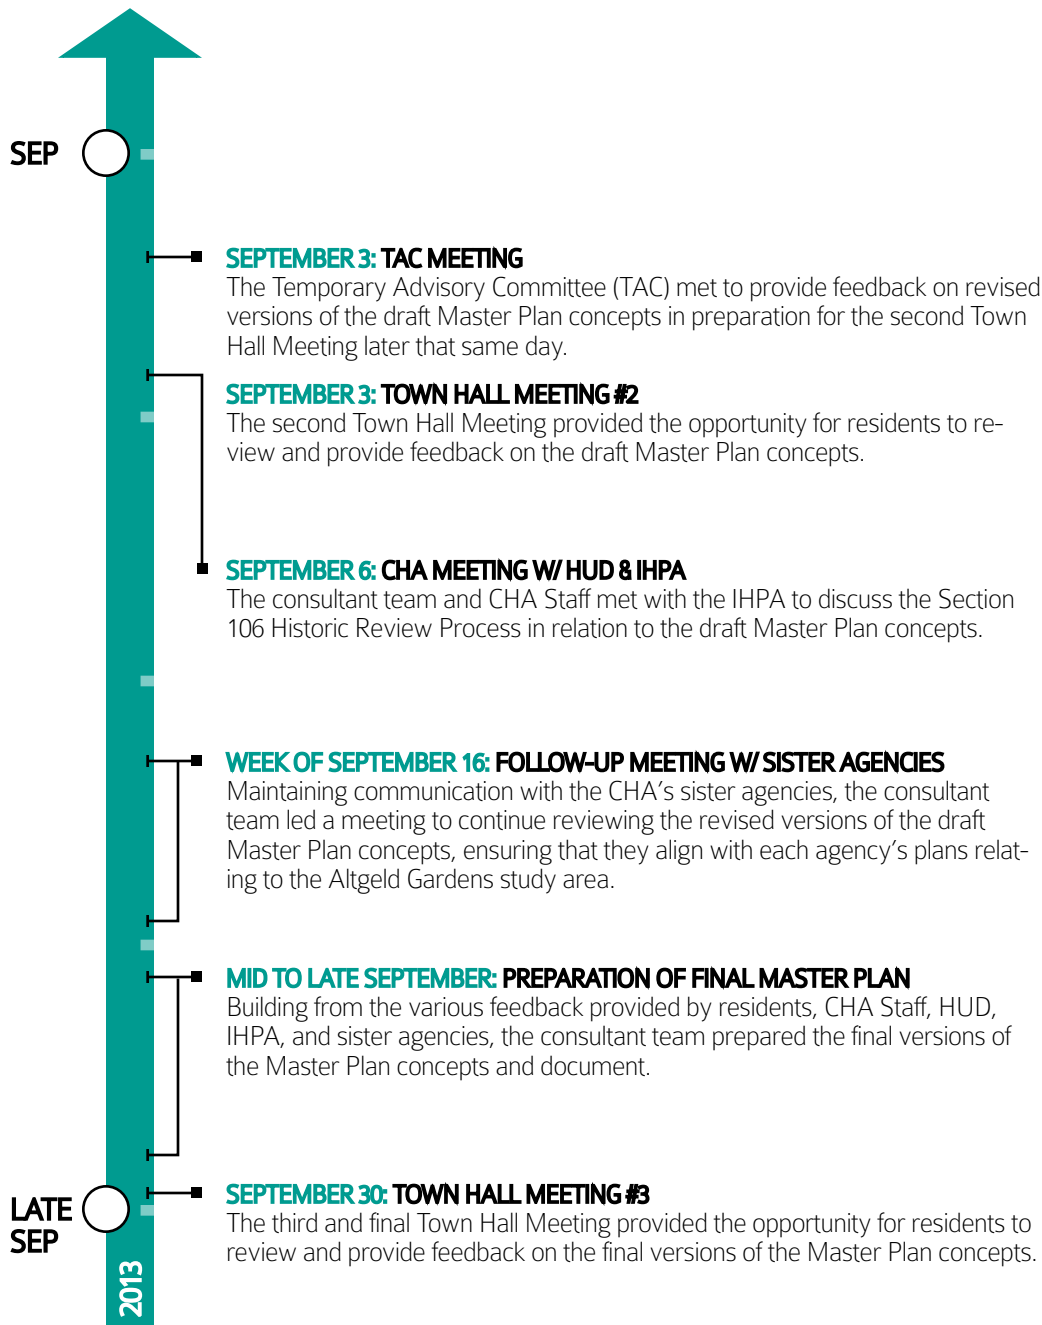 SEP
SEPTEMBER 3: TAC MEETING
The Temporary Advisory Committee (TAC) met to provide feedback on revised
versions of the draft Master Plan concepts in preparation for the second Town
Hall Meeting later that same day.
SEPTEMBER 3: TOWN HALL MEETING #2
The second Town Hall Meeting provided the opportunity for residents to re-
view and provide feedback on the draft Master Plan concepts.
SEPTEMBER 6: CHA MEETING W/ HUD & IHPA
The consultant team and CHA Staff met with the IHPA to discuss the Section
106 Historic Review Process in relation to the draft Master Plan concepts.
WEEK OF SEPTEMBER 16: FOLLOW-UP MEETING W/ SISTER AGENCIES
Maintaining communication with the CHA’s sister agencies, the consultant
team led a meeting to continue reviewing the revised versions of the draft
Master Plan concepts, ensuring that they align with each agency’s plans relat-
ing to the Altgeld Gardens study area.
MID TO LATE SEPTEMBER: PREPARATION OF FINAL MASTER PLAN
Building from the various feedback provided by residents, CHA Staff, HUD,
IHPA, and sister agencies, the consultant team prepared the final versions of
the Master Plan concepts and document.
LATE
SEP
SEPTEMBER 30: TOWN HALL MEETING #3
The third and final Town Hall Meeting provided the opportunity for residents to
review and provide feedback on the final versions of the Master Plan concepts.
2013